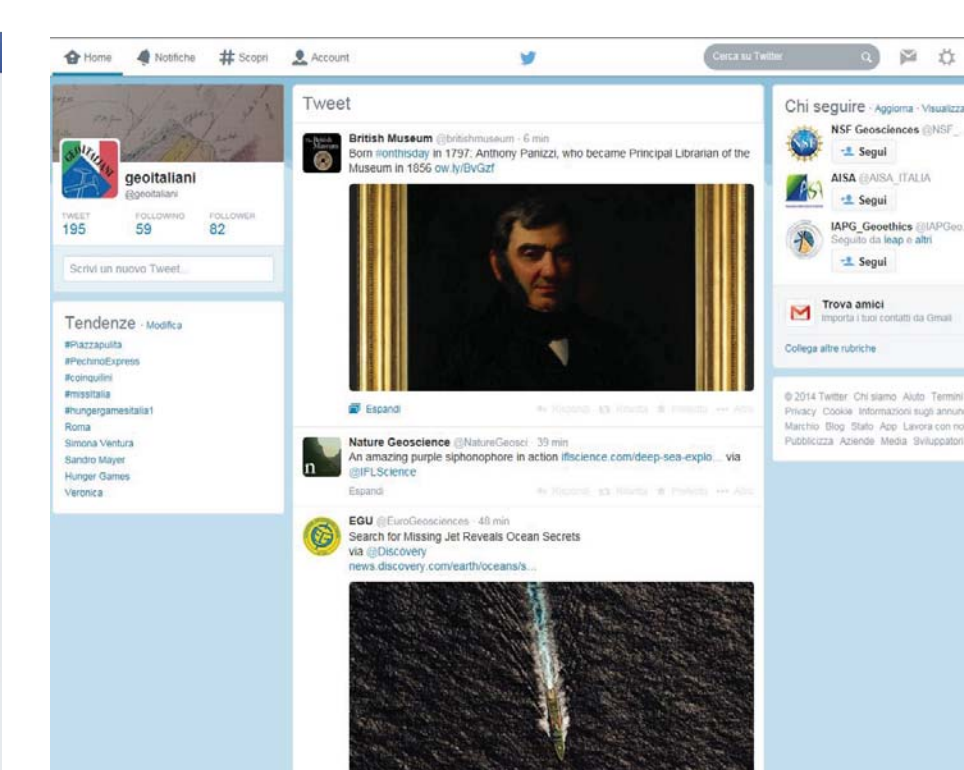 Home Notifiche Scopri Account
Cerca su Twitter
GEOITALIANI
geoitaliani
@geoitaliani
TWEET FOLLOWING FOLLOWER
195 59 82
Scrivi un nuovo Tweet...
Tendenze · Modifica
#Piazzapulita
#PechinoExpress
#coinquilini
#missitalia
#hungergamesitalia1
Roma
Simona Ventura
Sandro Mayer
Hunger Games
Veronica
Tweet
British Museum @britishmuseum · 6 min
Born #onthisday in 1797: Anthony Panizzi, who became Principal Librarian of the
Museum in 1856 ow.ly/BvGzf
Espandi
Nature Geoscience @NatureGeosci · 39 min
An amazing purple siphonophore in action iflscience.com/deep-sea-explo... via
@IFLScience
Espandi
EGU @EuroGeosciences · 48 min
Search for Missing Jet Reveals Ocean Secrets
via @Discovery
news.discovery.com/earth/oceans/s...
Chi seguire · Aggiorna · Visualizza
NSF Geosciences @NSF_
Segui
AISA @AISA_ITALIA
Segui
IAPG_Geoethics @IAPGeo
Seguito da leap e altri
Segui
Trova amici
Importa i tuoi contatti da Gmail
Collega altre rubriche
© 2014 Twitter Chi siamo Aiuto Termini
Privacy Cookie Informazioni sugli annun
Marchio Blog Stato App Lavora con no
Pubblicizza Aziende Media Sviluppatori